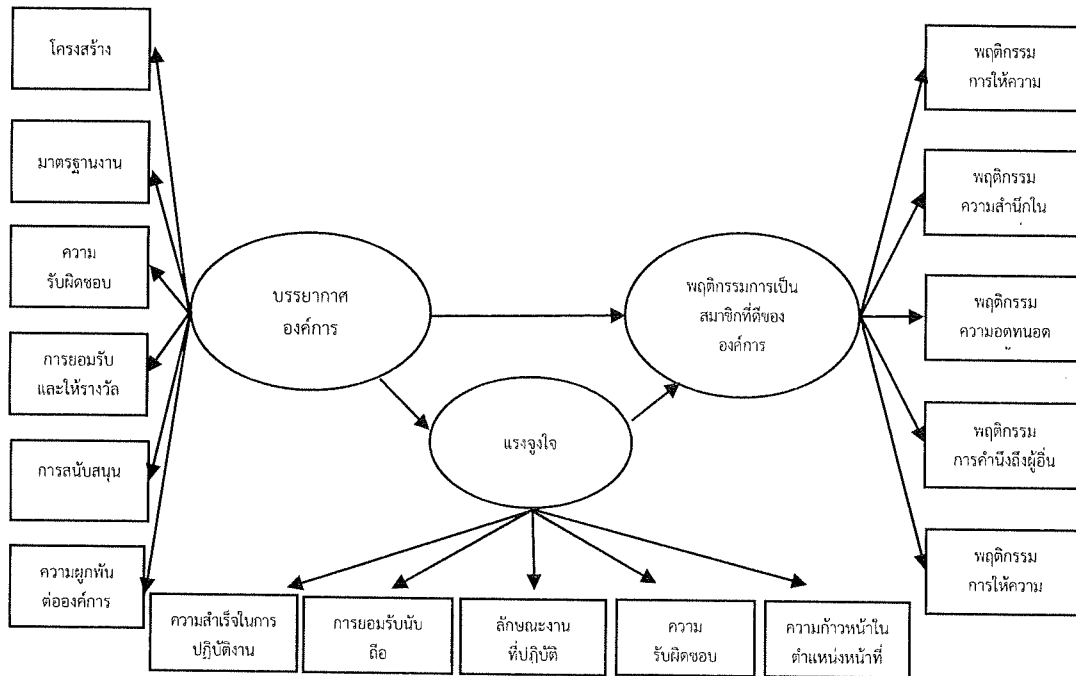 โครงสร้าง
มาตรฐานงาน
ความ
รับผิดชอบ
การยอมรับ
และให้รางวัล
การสนับสนุน
ความผูกพัน
ต่อองค์การ
บรรยากาศ
องค์การ
แรงจูงใจ
พฤติกรรมการเป็น
สมาชิกที่ดีของ
องค์การ
ความสำเร็จในการ
ปฏิบัติงาน
การยอมรับนับ
ถือ
ลักษณะงาน
ที่ปฏิบัติ
ความ
รับผิดชอบ
ความก้าวหน้าใน
ตำแหน่งหน้าที่
พฤติกรรม
การให้ความ
พฤติกรรม
ความสำนึกใน
พฤติกรรม
ความอดทนอด
พฤติกรรม
การคำนึงถึงผู้อื่น
พฤติกรรม
การให้ความ